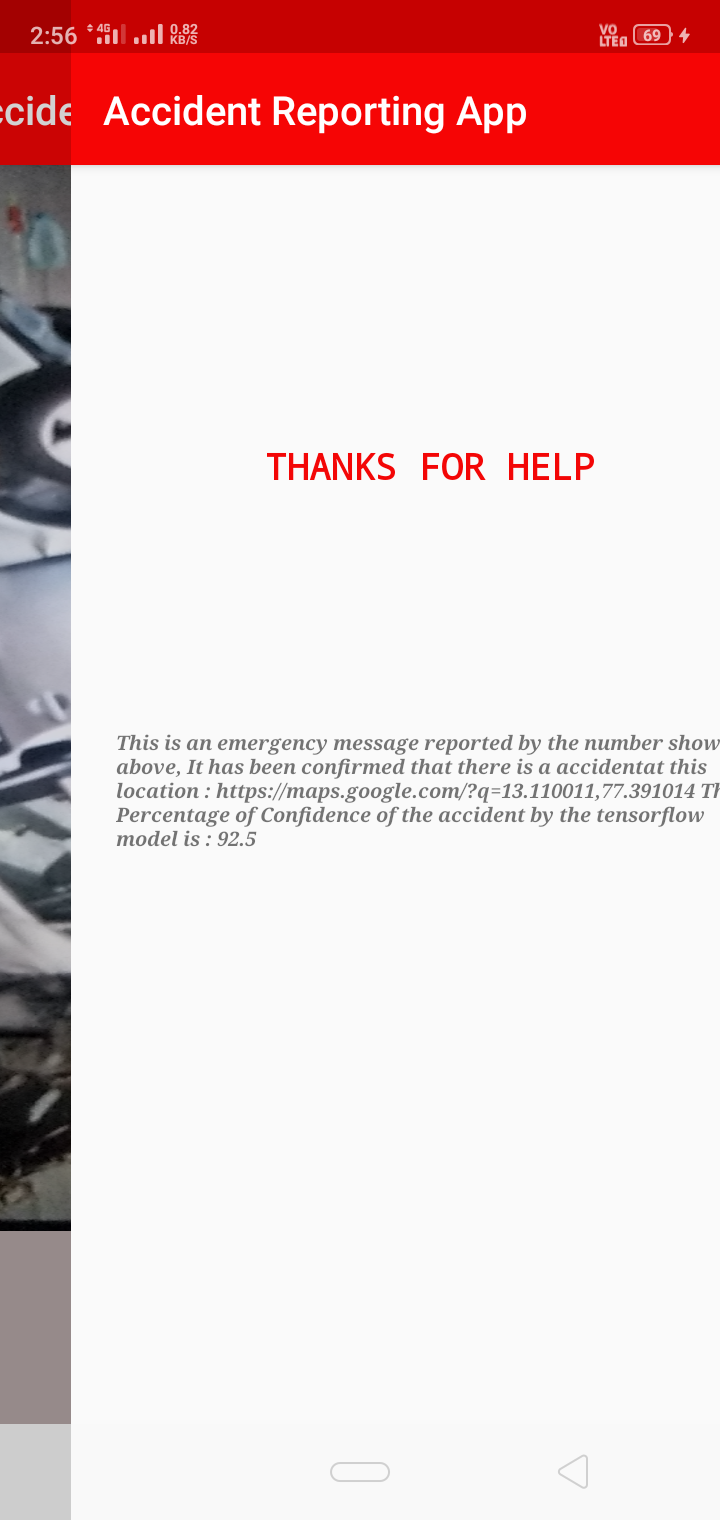 2:56 4G 0.82 KB/S VO LTE 69
Accident Reporting App
THANKS FOR HELP
This is an emergency message reported by the number show
above, It has been confirmed that there is a accidentat this
location : https://maps.google.com/?q=13.110011,77.391014
Percentage of Confidence of the accident by the tensorflow
model is : 92.5